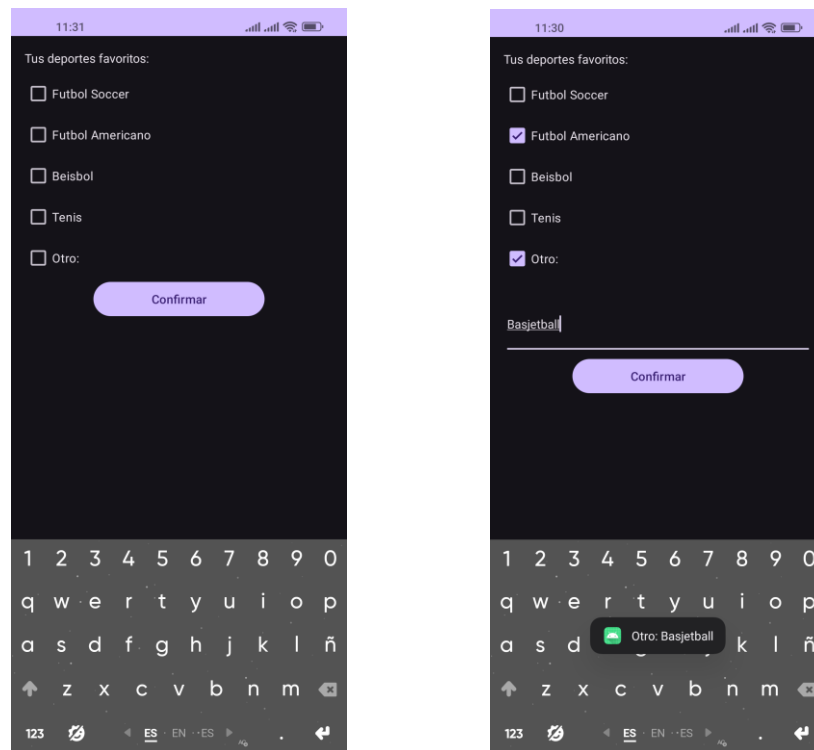 11:31
Tus deportes favoritos:
Futbol Soccer
Futbol Americano
Beisbol
Tenis
Otro:
Confirmar
1 2 3 4 5 6 7 8 9 0
q w e r t y u i o p
a s d f g h j k l ñ
z x c v b n m
123 ES · EN ··ES .
11:30
Tus deportes favoritos:
Futbol Soccer
Futbol Americano
Beisbol
Tenis
Otro:
Basjetball
Confirmar
1 2 3 4 5 6 7 8 9 0
q w e r t y u i o p
a s d k l ñ
Otro: Basjetball
z x c v b n m
123 ES · EN ··ES .